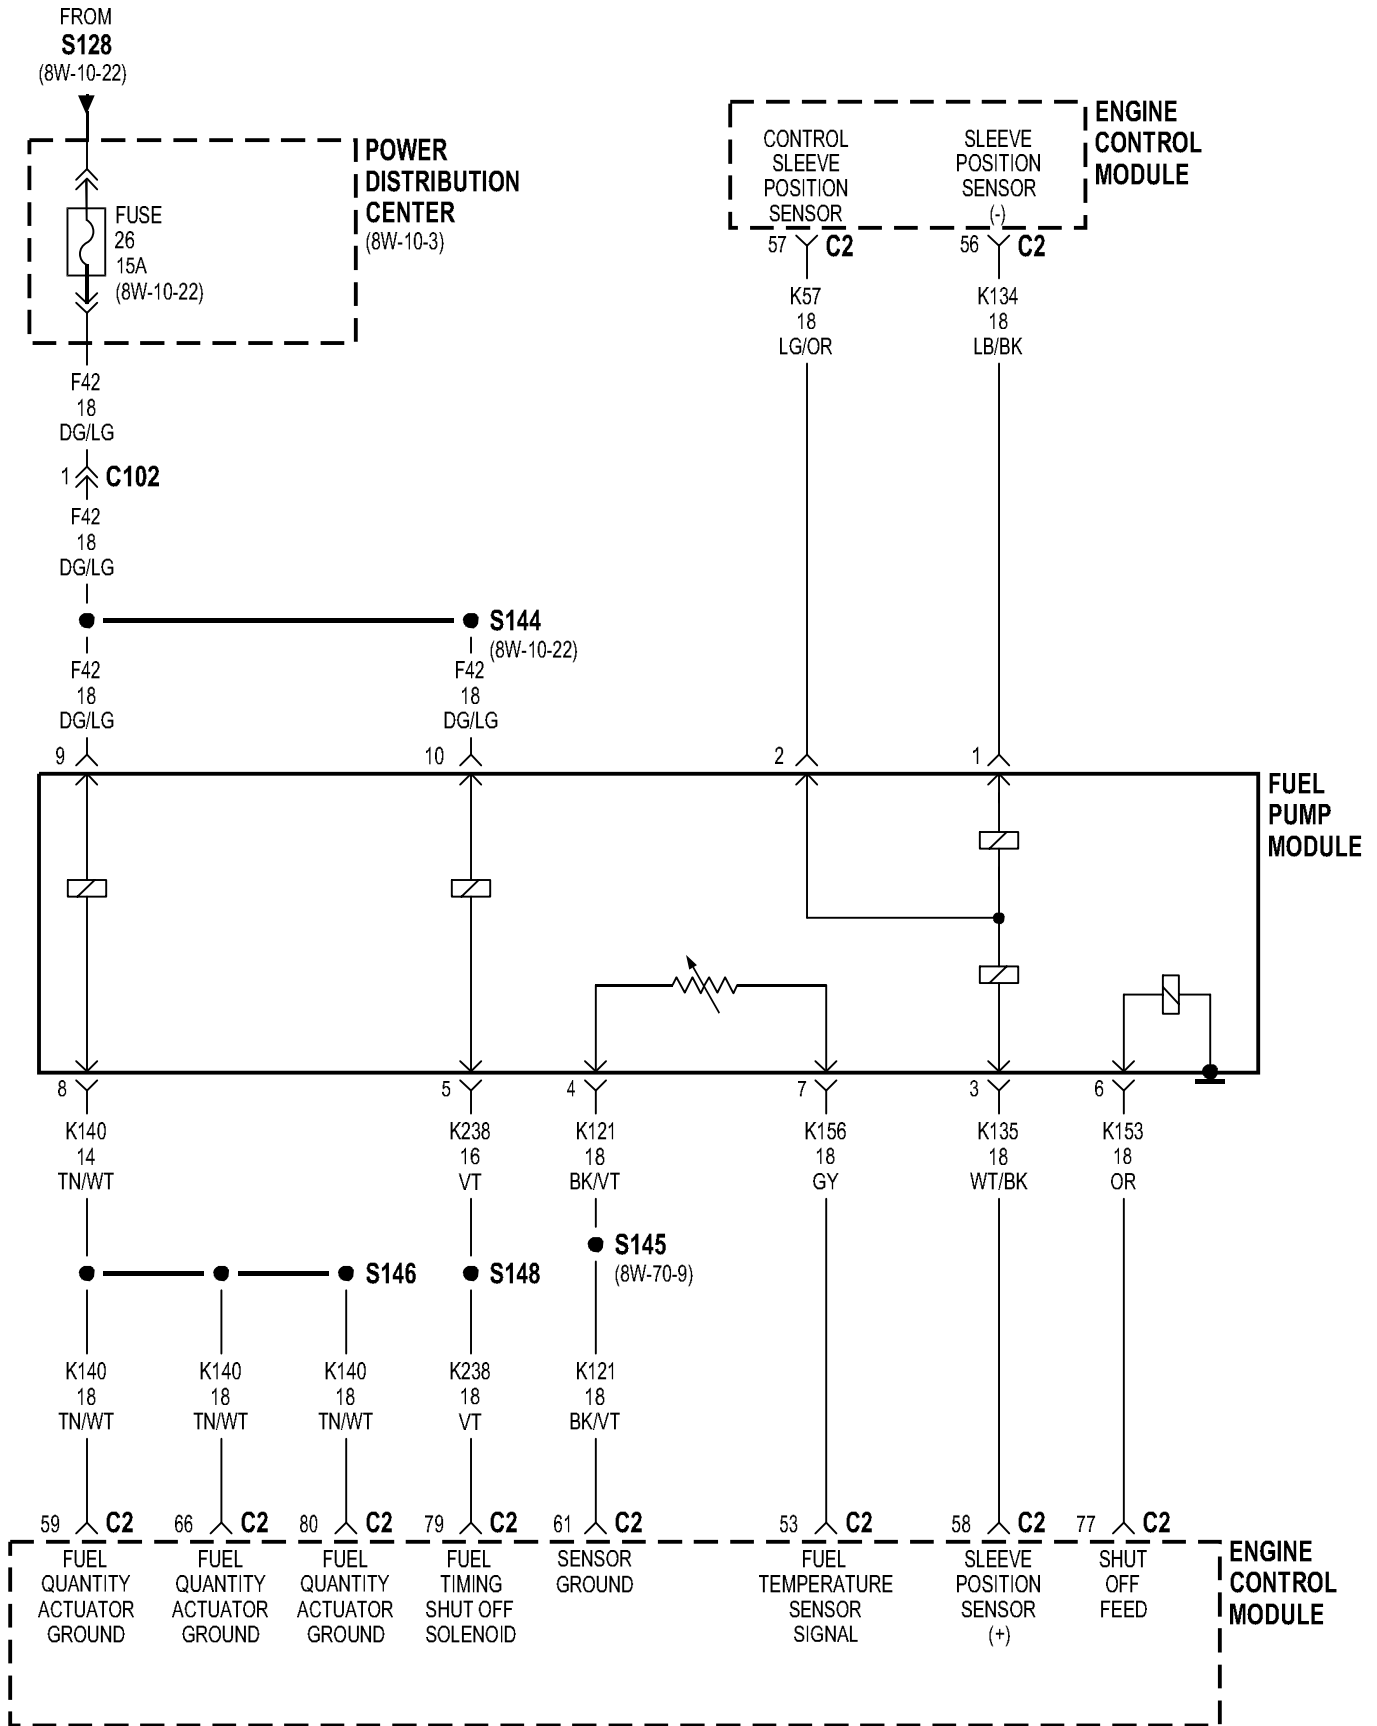 FROM
S128
(8W-10-22)
POWER
DISTRIBUTION
CENTER
(8W-10-3)
FUSE
26
15A
(8W-10-22)
ENGINE
CONTROL
MODULE
CONTROL
SLEEVE
POSITION
SENSOR
SLEEVE
POSITION
SENSOR
(-)
57 C2
56 C2
K57
18
LG/OR
K134
18
LB/BK
F42
18
DG/LG
1 C102
F42
18
DG/LG
S144
(8W-10-22)
F42
18
DG/LG
F42
18
DG/LG
9 10 2 1
FUEL
PUMP
MODULE
8 5 4 7 3 6
K140
14
TN/WT
K238
16
VT
K121
18
BK/VT
K156
18
GY
K135
18
WT/BK
K153
18
OR
S146
S148
S145
(8W-70-9)
K140
18
TN/WT
K140
18
TN/WT
K140
18
TN/WT
K238
18
VT
K121
18
BK/VT
59 C2 66 C2 80 C2 79 C2 61 C2 53 C2 58 C2 77 C2
FUEL
QUANTITY
ACTUATOR
GROUND
FUEL
QUANTITY
ACTUATOR
GROUND
FUEL
QUANTITY
ACTUATOR
GROUND
FUEL
TIMING
SHUT OFF
SOLENOID
SENSOR
GROUND
FUEL
TEMPERATURE
SENSOR
SIGNAL
SLEEVE
POSITION
SENSOR
(+)
SHUT
OFF
FEED
ENGINE
CONTROL
MODULE